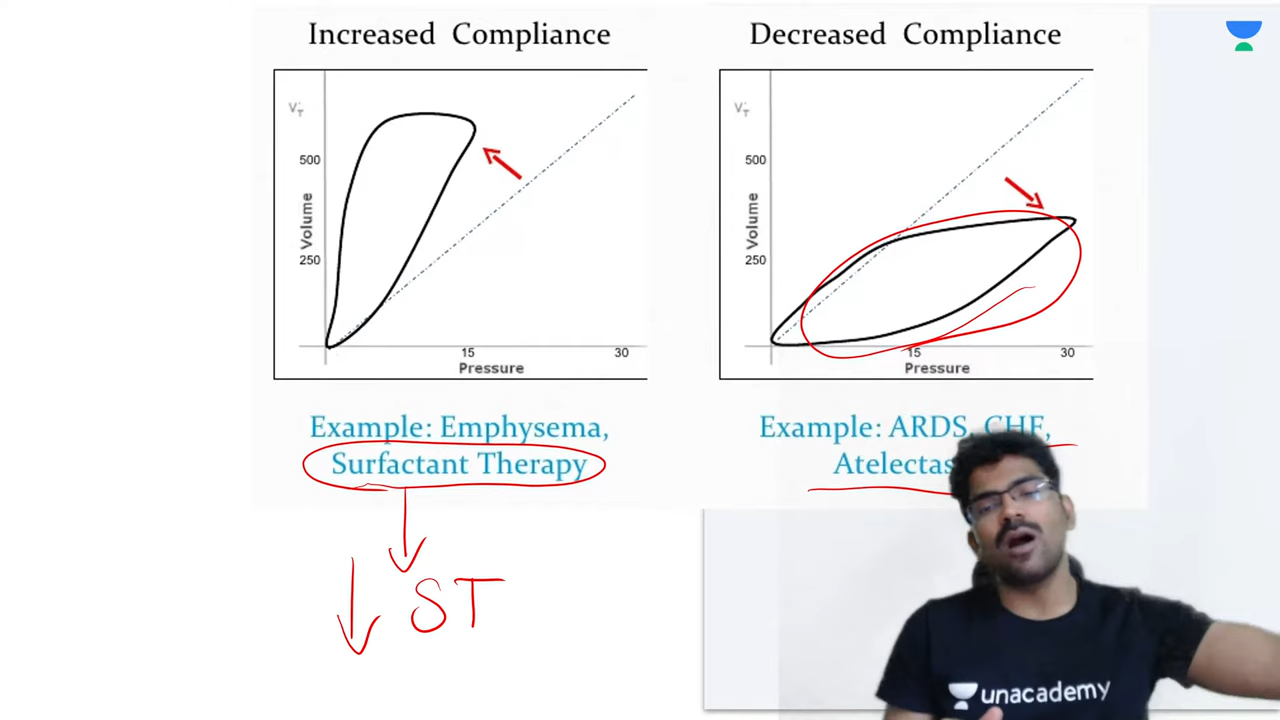 Increased Compliance
V̇T
500
Volume
250
15
30
Pressure
Example: Emphysema,
Surfactant Therapy
↓ ST
Decreased Compliance
V̇T
500
Volume
250
15
30
Pressure
Example: ARDS, CHF,
Atelectas
unacademy